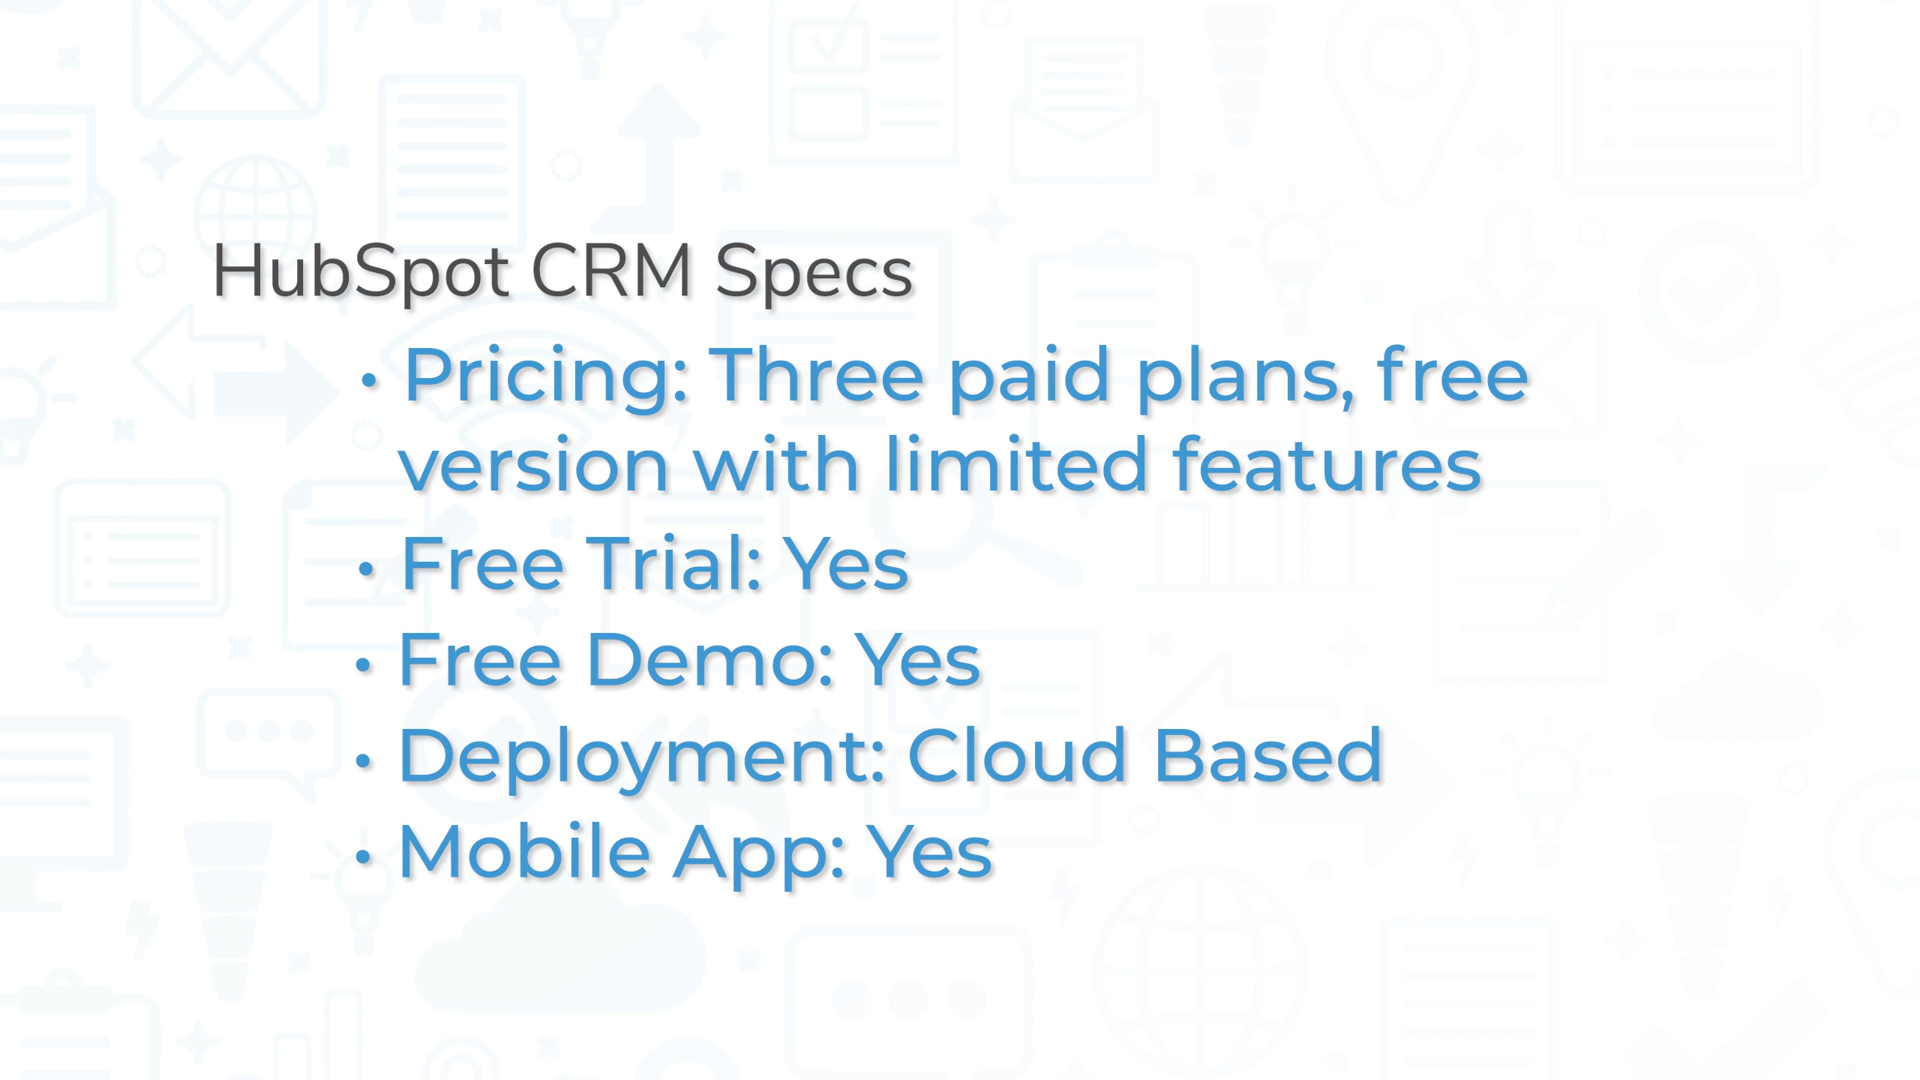 HubSpot CRM Specs
• Pricing: Three paid plans, free
version with limited features
• Free Trial: Yes
• Free Demo: Yes
• Deployment: Cloud Based
• Mobile App: Yes